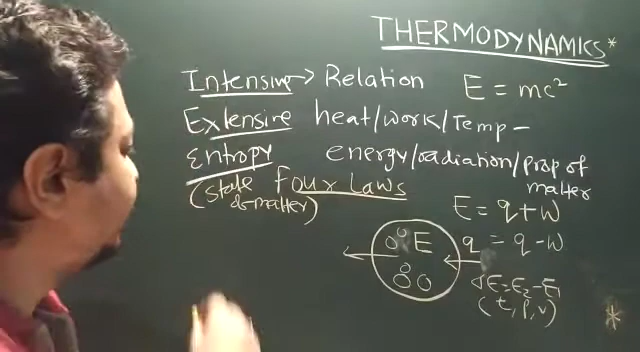 THERMODYNAMICS*
Intensive → Relation E = mc²
Extensive heat/work/Temp –
Entropy energy/radiation/prop of
matter
(state of matter) four Laws
E = q + w
E q = q - w
ΔE = E₂ - E₁
(t, p, v)
*